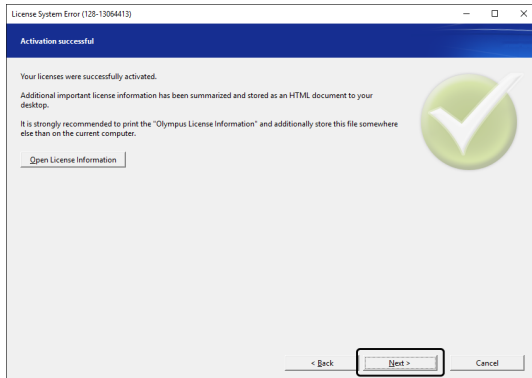 License System Error (128-13064413)
Activation successful
Your licenses were successfully activated.
Additional important license information has been summarized and stored as an HTML document to your
desktop.
It is strongly recommended to print the "Olympus License Information" and additionally store this file somewhere
else than on the current computer.
Open License Information
< Back
Next >
Cancel